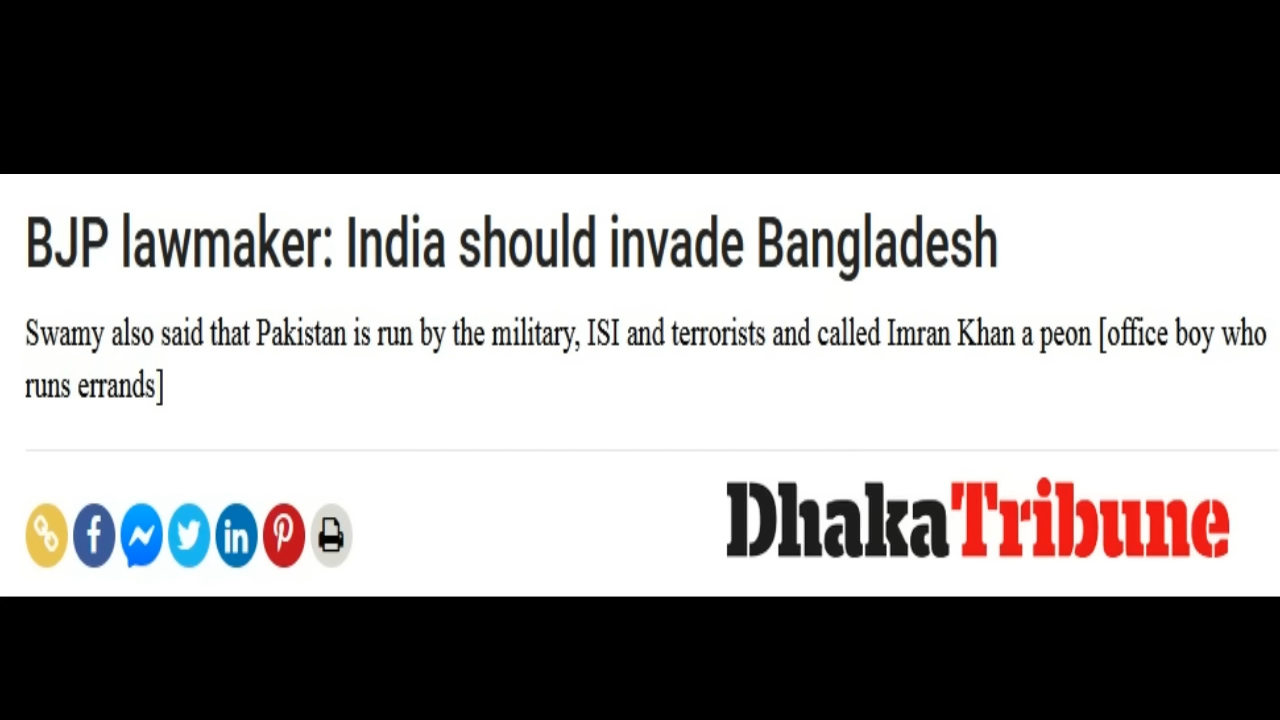 BJP lawmaker: India should invade Bangladesh
Swamy also said that Pakistan is run by the military, ISI and terrorists and called Imran Khan a peon [office boy who
runs errands]
DhakaTribune